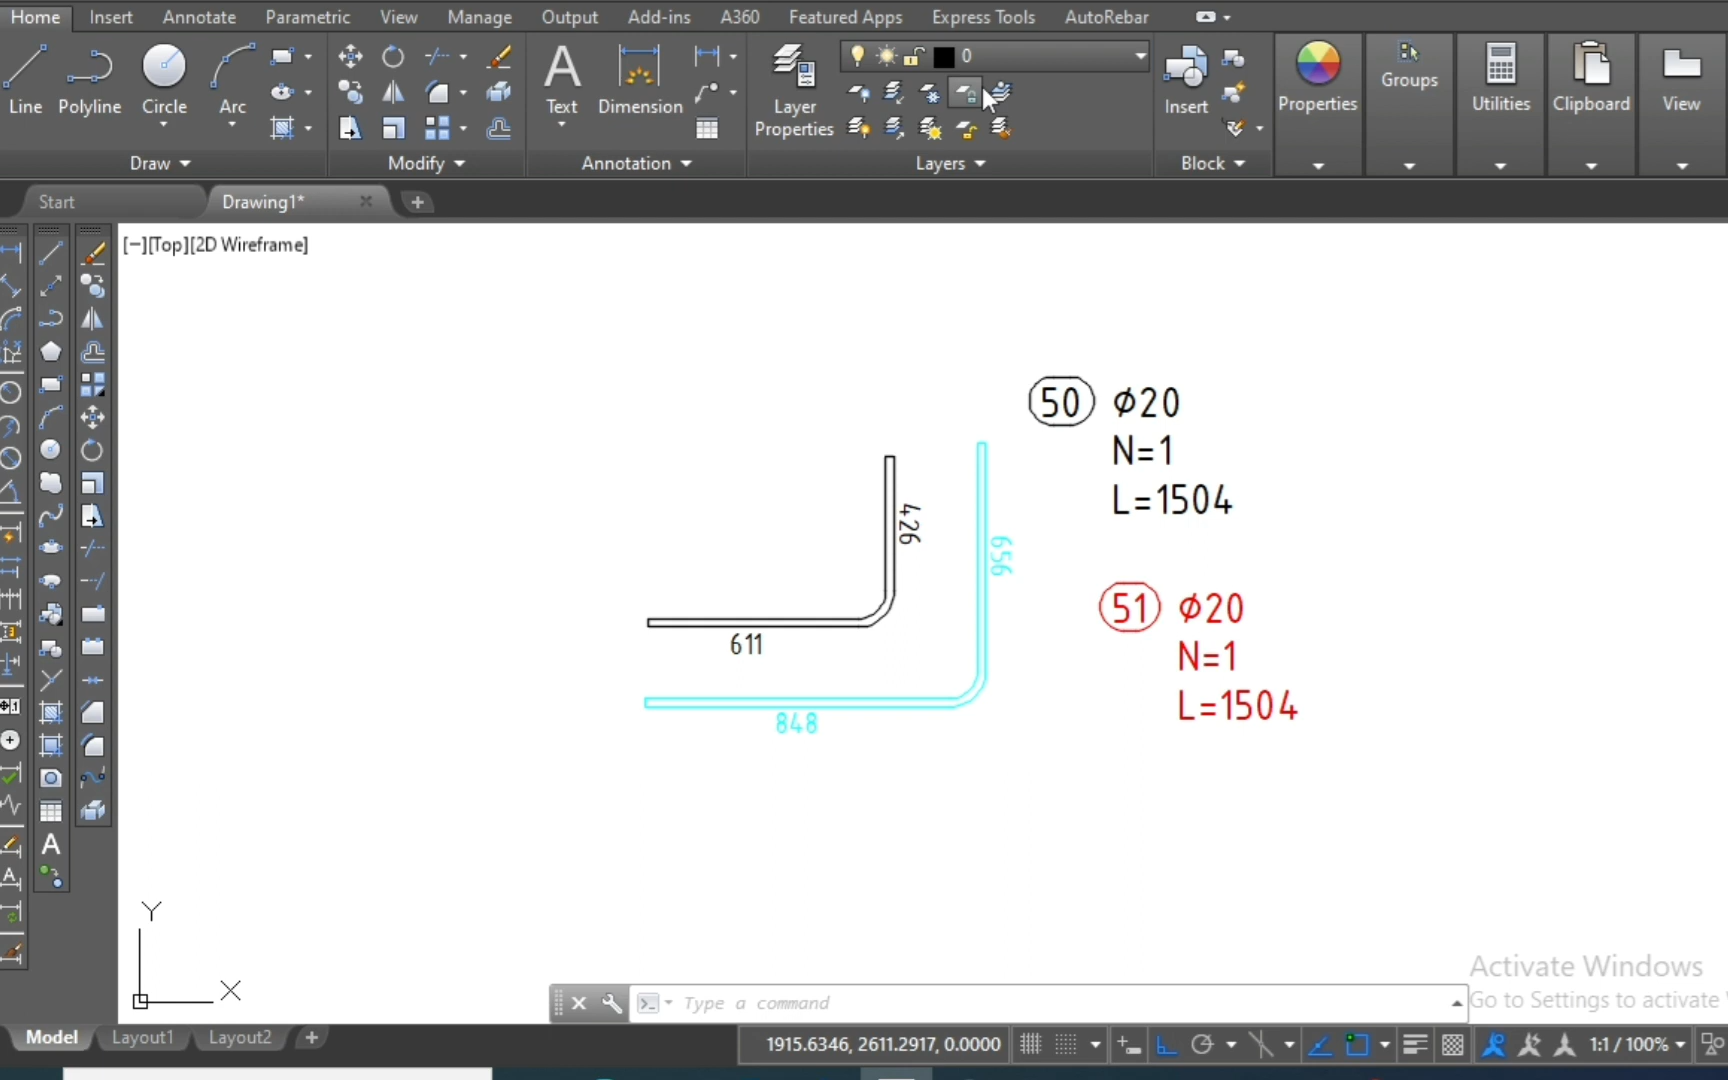 Home Insert Annotate Parametric View Manage Output Add-ins A360 Featured Apps Express Tools AutoRebar
0
Line Polyline Circle Arc
Text Dimension
Layer
Properties
Insert
Properties
Groups
Utilities
Clipboard
View
Draw
Modify
Annotation
Layers
Block
Start
Drawing1*
[−][Top][2D Wireframe]
50 Φ20
N=1
L=1504
426
611
656
848
51 Φ20
N=1
L=1504
Y
X
Activate Windows
Go to Settings to activate
Type a command
Model Layout1 Layout2
1915.6346, 2611.2917, 0.0000
1:1 / 100%